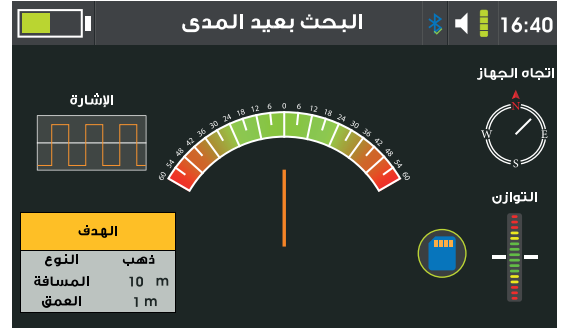 البحث بعيد المدى
16:40
اتجاه الجهاز
N
W
E
S
الإشارة
60 54 48 42 36 30 24 18 12 6 0 6 12 18 24 30 36 42 48 54 60
التوازن
الهدف
النوع ذهب
المسافة 10 m
العمق 1 m